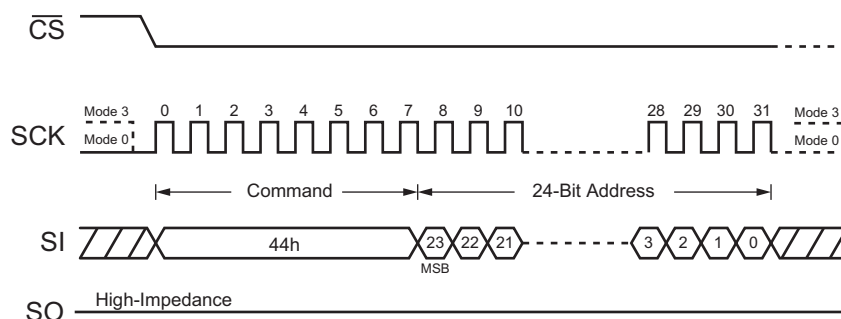 CS
Mode 3 0 1 2 3 4 5 6 7 8 9 10 28 29 30 31 Mode 3
SCK
Mode 0 Mode 0
Command 24-Bit Address
SI 44h 23 22 21 3 2 1 0
MSB
High-Impedance
SO